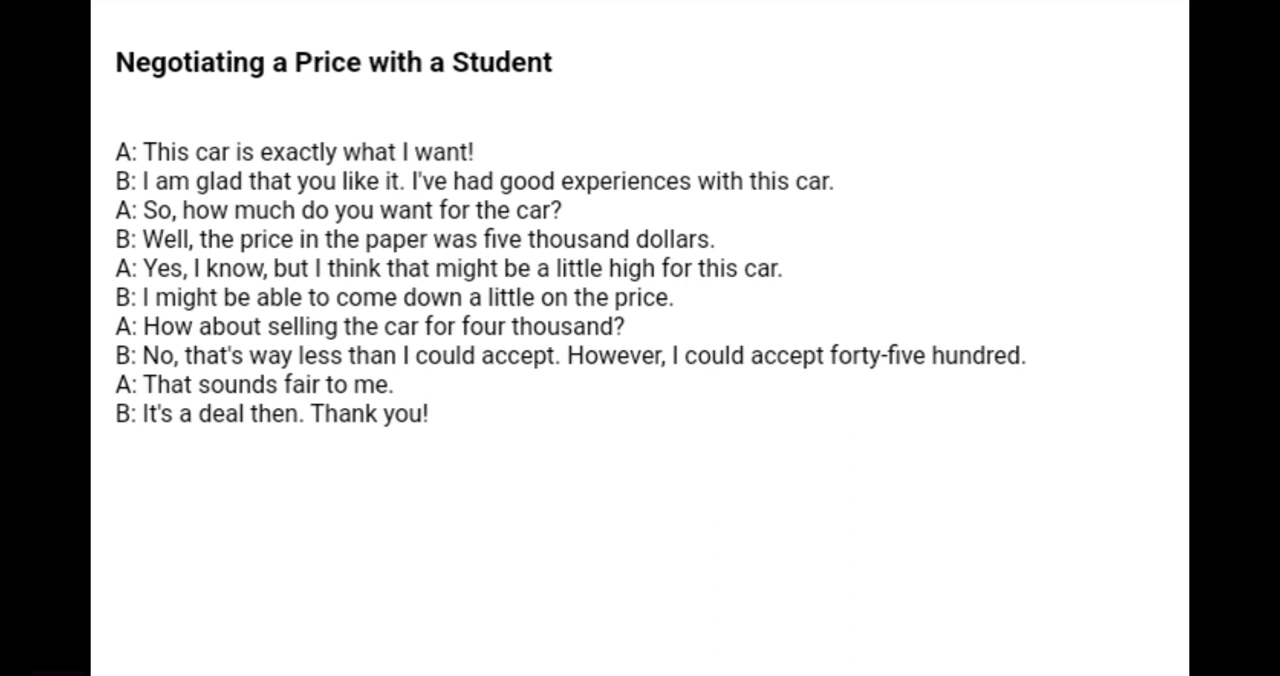 Negotiating a Price with a Student
A: This car is exactly what I want!
B: I am glad that you like it. I've had good experiences with this car.
A: So, how much do you want for the car?
B: Well, the price in the paper was five thousand dollars.
A: Yes, I know, but I think that might be a little high for this car.
B: I might be able to come down a little on the price.
A: How about selling the car for four thousand?
B: No, that's way less than I could accept. However, I could accept forty-five hundred.
A: That sounds fair to me.
B: It's a deal then. Thank you!